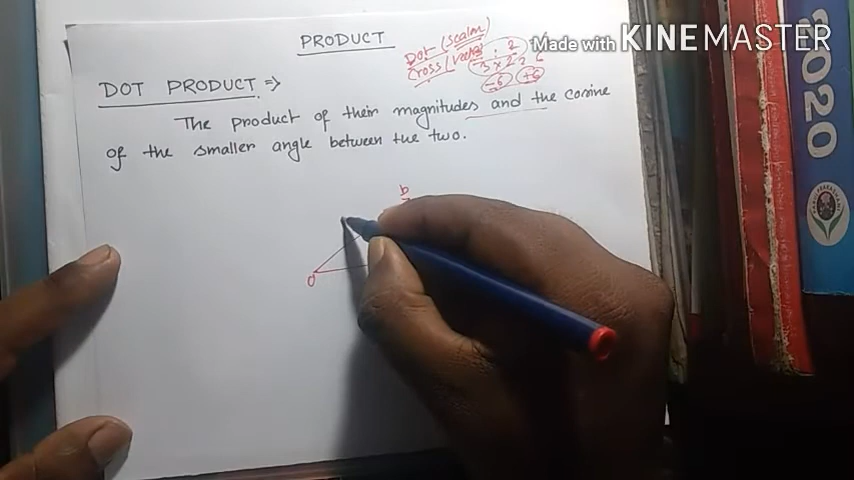 PRODUCT
Dot (scalar)
Cross (vector)
Made with KINEMASTER
DOT PRODUCT ⇒
The product of their magnitudes and the cosine
of the smaller angle between the two.
b
O
2020